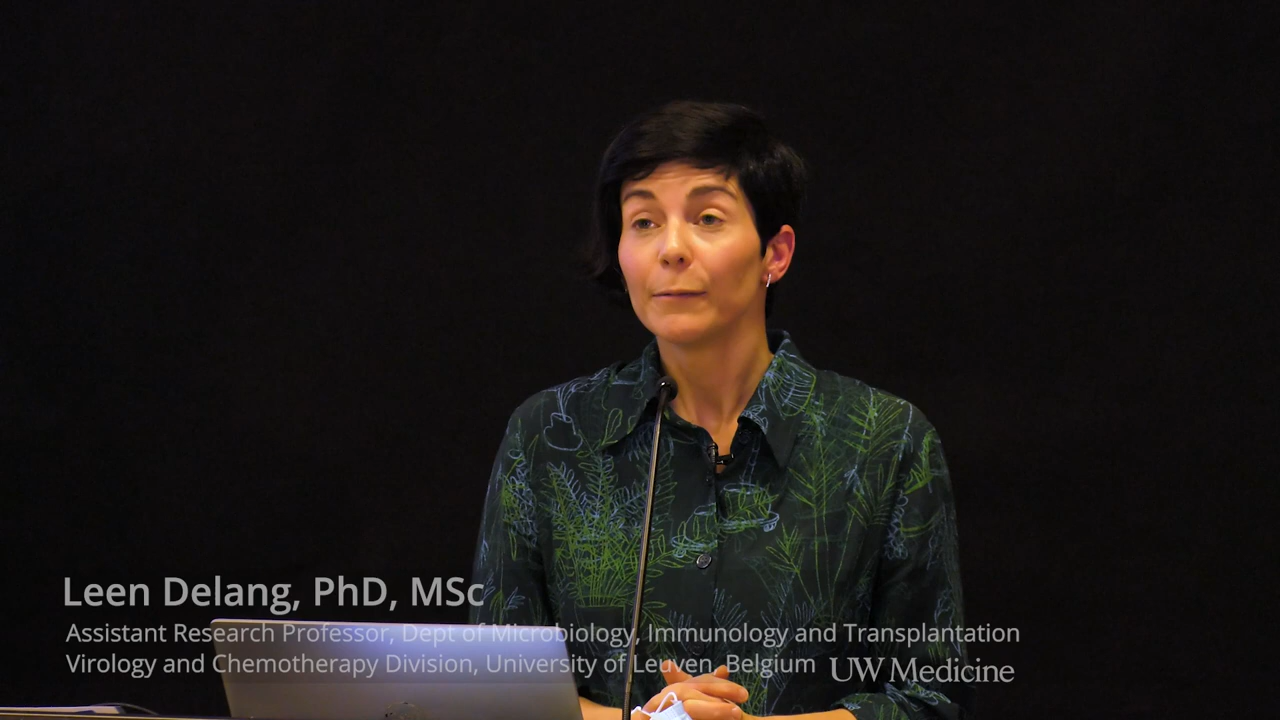 Leen Delang, PhD, MSc
Assistant Research Professor, Dept of Microbiology, Immunology and Transplantation
Virology and Chemotherapy Division, University of Leuven, Belgium
UW Medicine